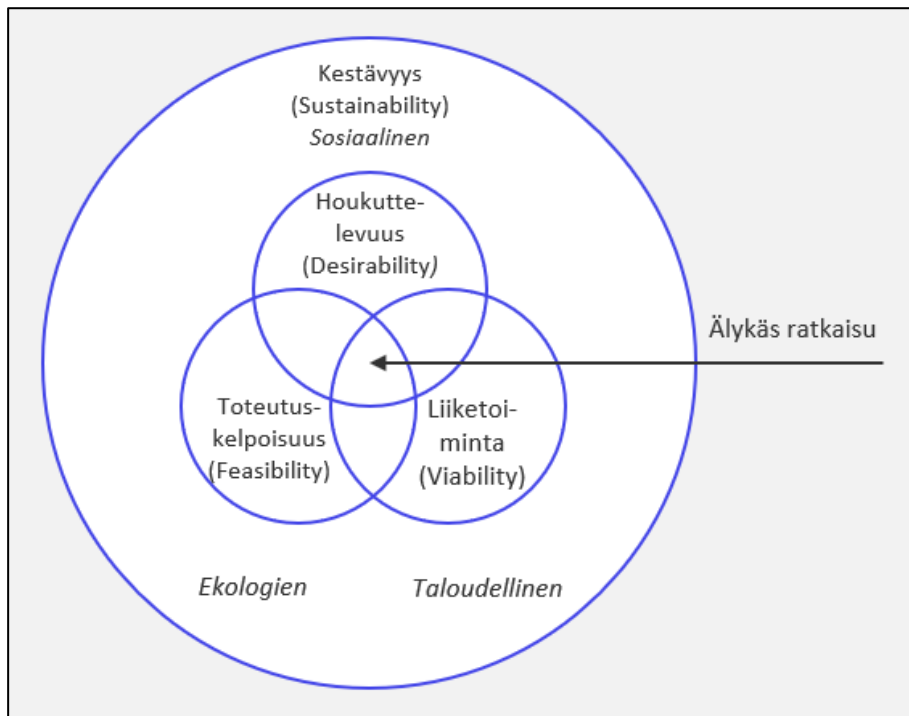 Kestävyys
(Sustainability)
Sosiaalinen
Houkutte-
levuus
(Desirability)
Älykäs ratkaisu
Toteutus-
kelpoisuus
(Feasibility)
Liiketoi-
minta
(Viability)
Ekologien
Taloudellinen